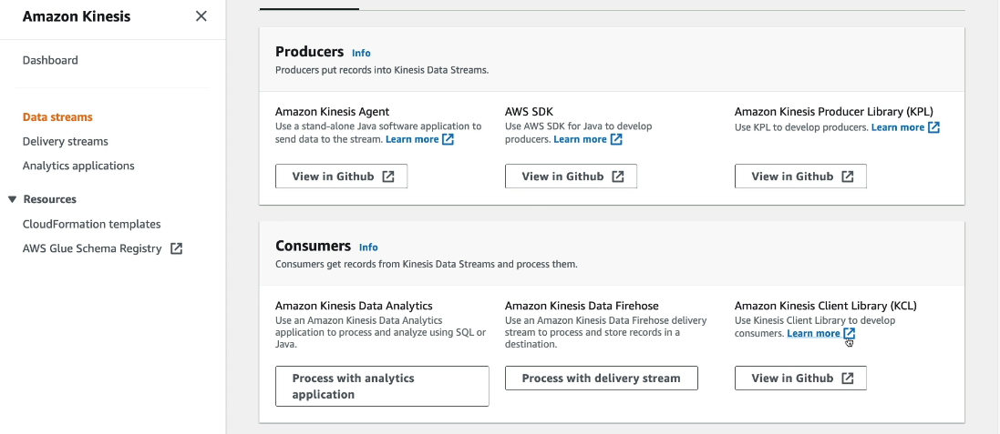 Amazon Kinesis
Dashboard
Data streams
Delivery streams
Analytics applications
Resources
CloudFormation templates
AWS Glue Schema Registry
Producers Info
Producers put records into Kinesis Data Streams.
Amazon Kinesis Agent
Use a stand-alone Java software application to
send data to the stream. Learn more
View in Github
AWS SDK
Use AWS SDK for Java to develop
producers. Learn more
View in Github
Amazon Kinesis Producer Library (KPL)
Use KPL to develop producers. Learn more
View in Github
Consumers Info
Consumers get records from Kinesis Data Streams and process them.
Amazon Kinesis Data Analytics
Use an Amazon Kinesis Data Analytics
application to process and analyze using SQL or
Java.
Process with analytics
application
Amazon Kinesis Data Firehose
Use an Amazon Kinesis Data Firehose delivery
stream to process and store records in a
destination.
Process with delivery stream
Amazon Kinesis Client Library (KCL)
Use Kinesis Client Library to develop
consumers. Learn more
View in Github